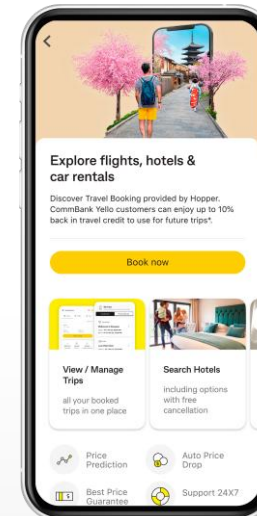 Explore flights, hotels &
car rentals
Discover Travel Booking provided by Hopper.
CommBank Yello customers can enjoy up to 10%
back in travel credit to use for future trips*.
Book now
View / Manage
Trips
all your booked
trips in one place
Search Hotels
including options
with free
cancellation
Price
Prediction
Auto Price
Drop
Best Price
Guarantee
Support 24X7